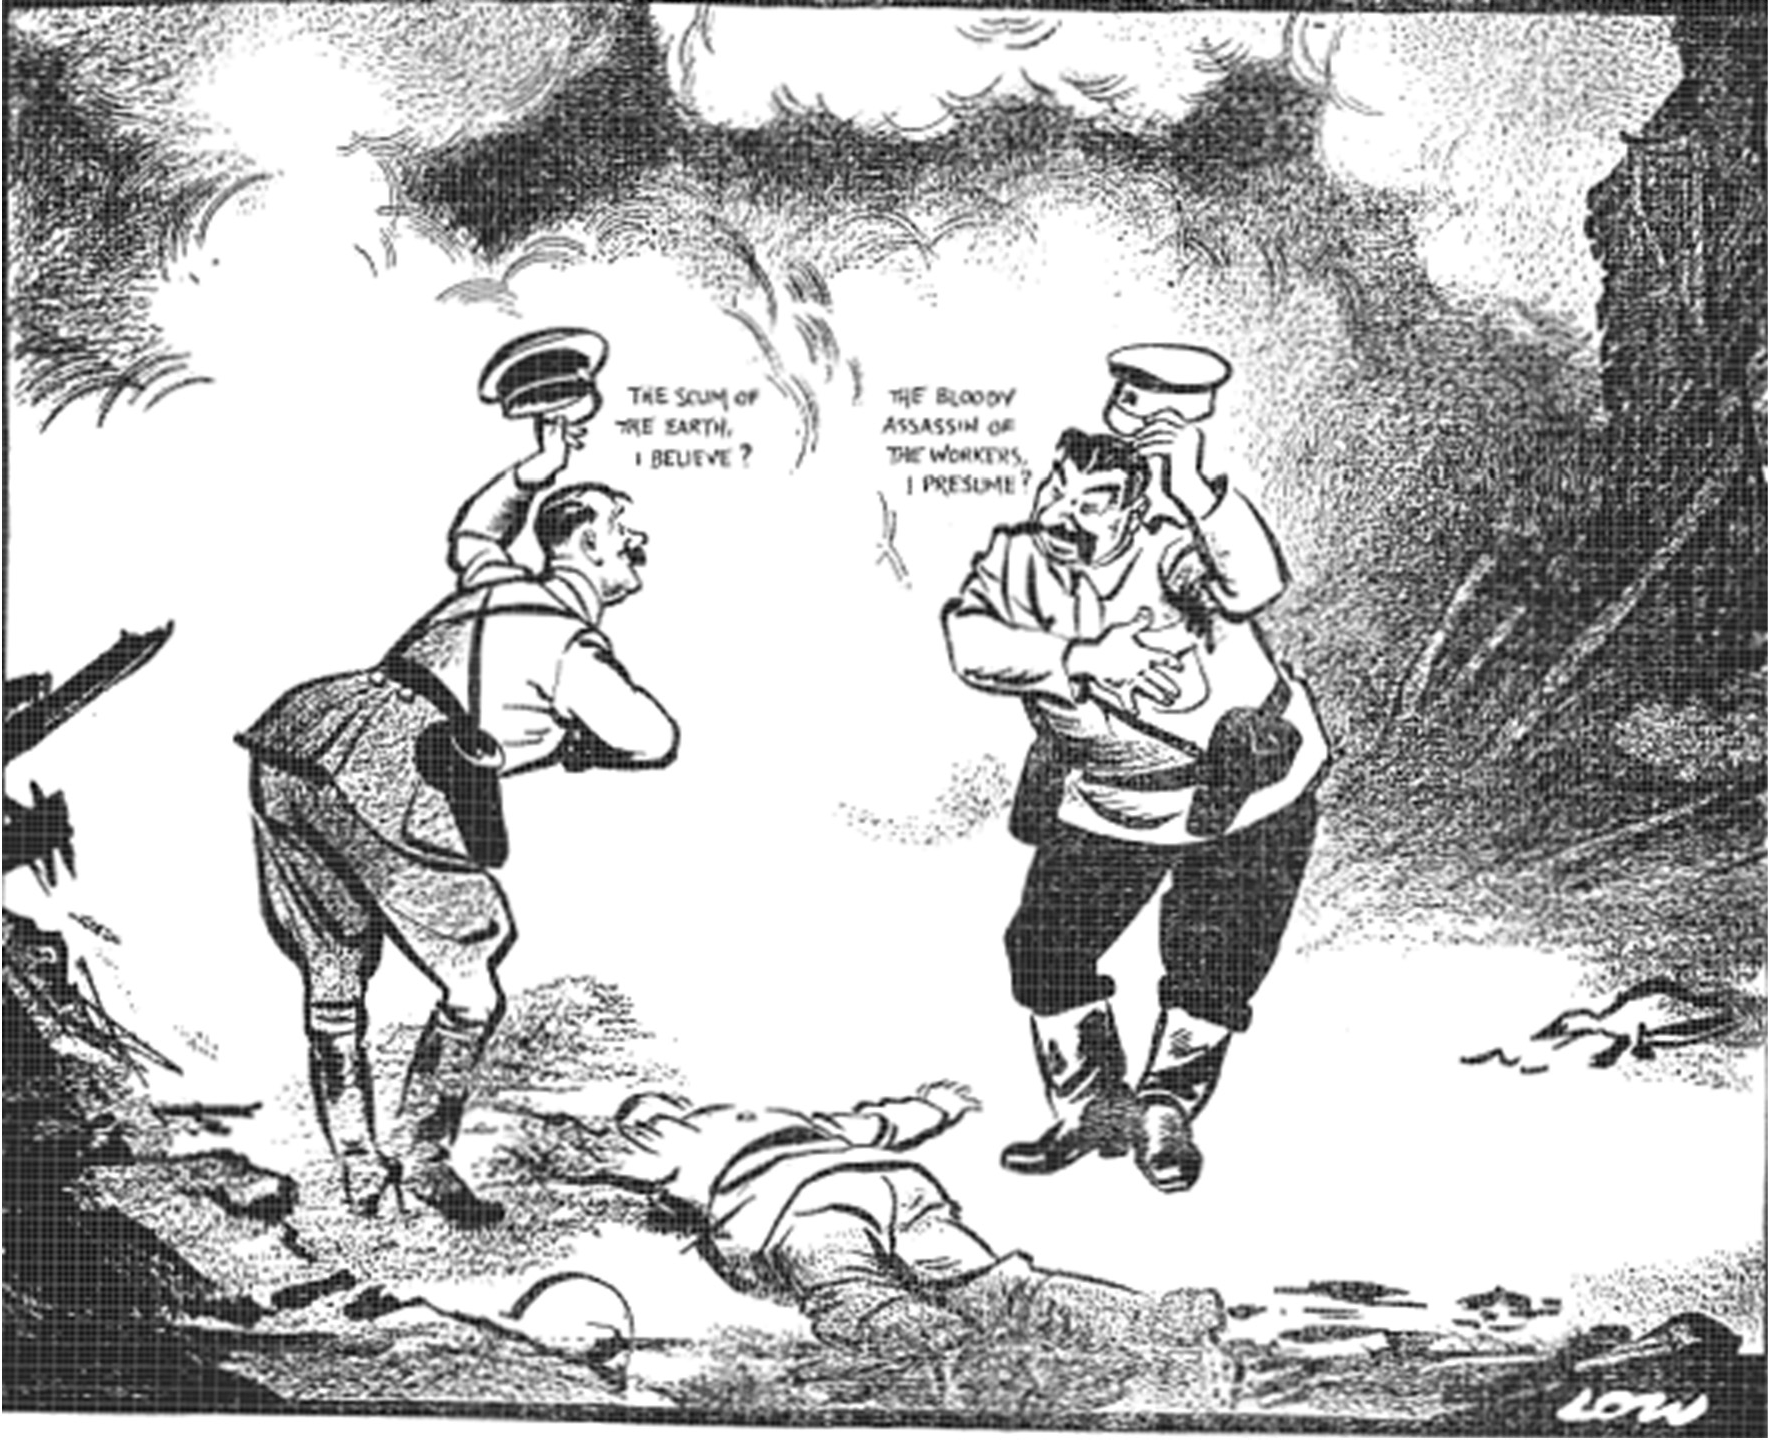 THE SCUM OF
THE EARTH,
I BELIEVE?
THE BLOODY
ASSASSIN OF
THE WORKERS,
I PRESUME?
LOW